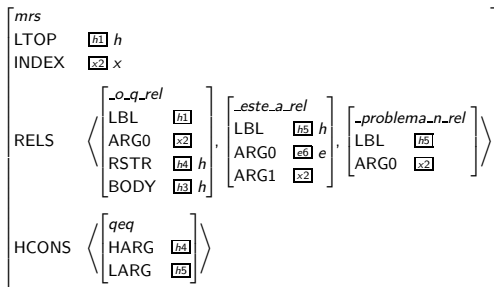 mrs
LTOP h1 h
INDEX x2 x
RELS ⟨ [ _o_q_rel LBL h1 ARG0 x2 RSTR h4 h BODY h3 h ] , [ _este_a_rel LBL h5 h ARG0 e6 e ARG1 x2 ] , [ _problema_n_rel LBL h5 ARG0 x2 ] ⟩
HCONS ⟨ [ qeq HARG h4 LARG h5 ] ⟩